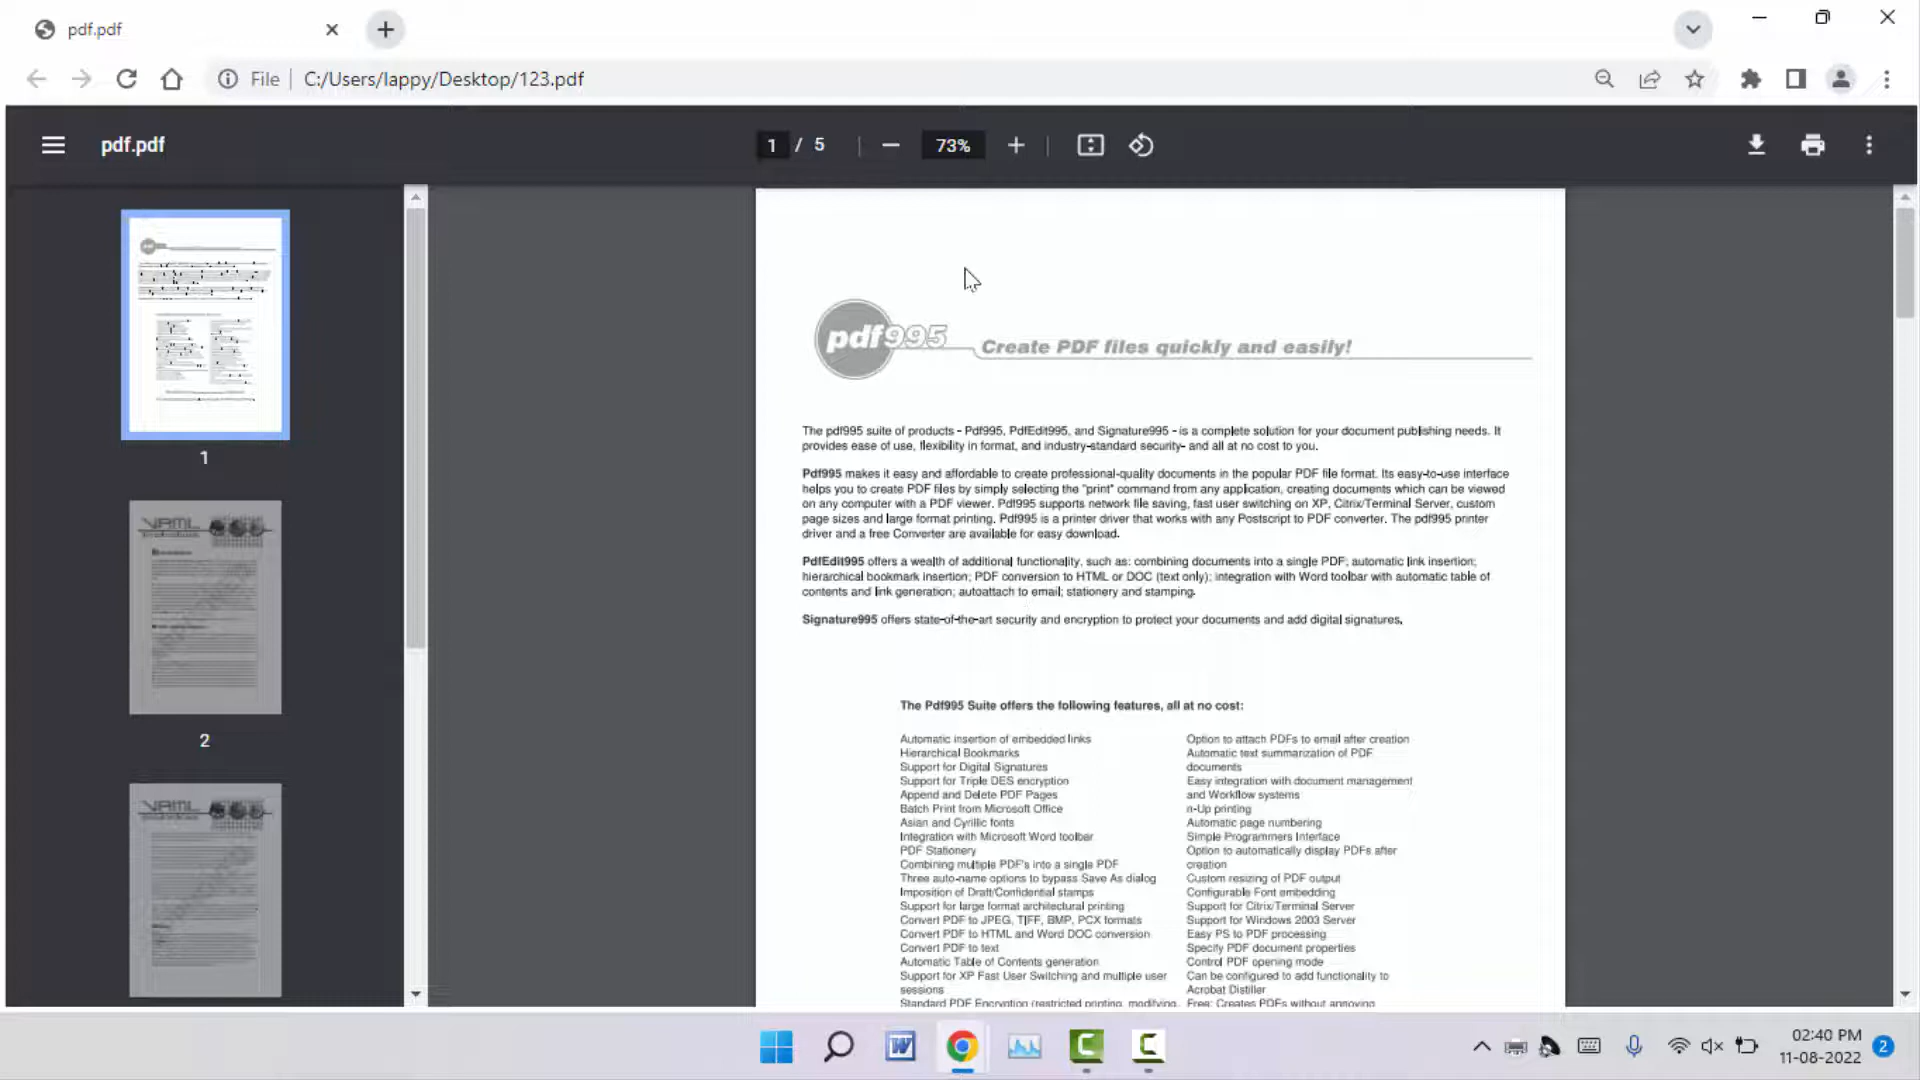 pdf.pdf
File
C:/Users/lappy/Desktop/123.pdf
pdf.pdf
1 / 5
73%
1
VRML
2
VRML
pdf995
Create PDF files quickly and easily!
The pdf995 suite of products - Pdf995, PdfEdit995, and Signature995 - is a complete solution for your document publishing needs. It
provides ease of use, flexibility in format, and industry-standard security- and all at no cost to you.
Pdf995 makes it easy and affordable to create professional-quality documents in the popular PDF file format. Its easy-to-use interface
helps you to create PDF files by simply selecting the "print" command from any application, creating documents which can be viewed
on any computer with a PDF viewer. Pdf995 supports network file saving, fast user switching on XP, Citrix/Terminal Server, custom
page sizes and large format printing. Pdf995 is a printer driver that works with any Postscript to PDF converter. The pdf995 printer
driver and a free Converter are available for easy download.
PdfEdit995 offers a wealth of additional functionality, such as: combining documents into a single PDF; automatic link insertion;
hierarchical bookmark insertion; PDF conversion to HTML or DOC (text only); integration with Word toolbar with automatic table of
contents and link generation; autoattach to email; stationery and stamping.
Signature995 offers state-of-the-art security and encryption to protect your documents and add digital signatures.
The Pdf995 Suite offers the following features, all at no cost:
Automatic insertion of embedded links
Hierarchical Bookmarks
Support for Digital Signatures
Support for Triple DES encryption
Append and Delete PDF Pages
Batch Print from Microsoft Office
Asian and Cyrillic fonts
Integration with Microsoft Word toolbar
PDF Stationery
Combining multiple PDF's into a single PDF
Three auto-name options to bypass Save As dialog
Imposition of Draft/Confidential stamps
Support for large format architectural printing
Convert PDF to JPEG, TIFF, BMP, PCX formats
Convert PDF to HTML and Word DOC conversion
Convert PDF to text
Automatic Table of Contents generation
Support for XP Fast User Switching and multiple user
sessions
Standard PDF Encryption (restricted printing, modifying,
Option to attach PDFs to email after creation
Automatic text summarization of PDF
documents
Easy integration with document management
and Workflow systems
n-Up printing
Automatic page numbering
Simple Programmers Interface
Option to automatically display PDFs after
creation
Custom resizing of PDF output
Configurable Font embedding
Support for Citrix/Terminal Server
Support for Windows 2003 Server
Easy PS to PDF processing
Specify PDF document properties
Control PDF opening mode
Can be configured to add functionality to
Acrobat Distiller
Free: Creates PDFs without annoying
02:40 PM
11-08-2022
2